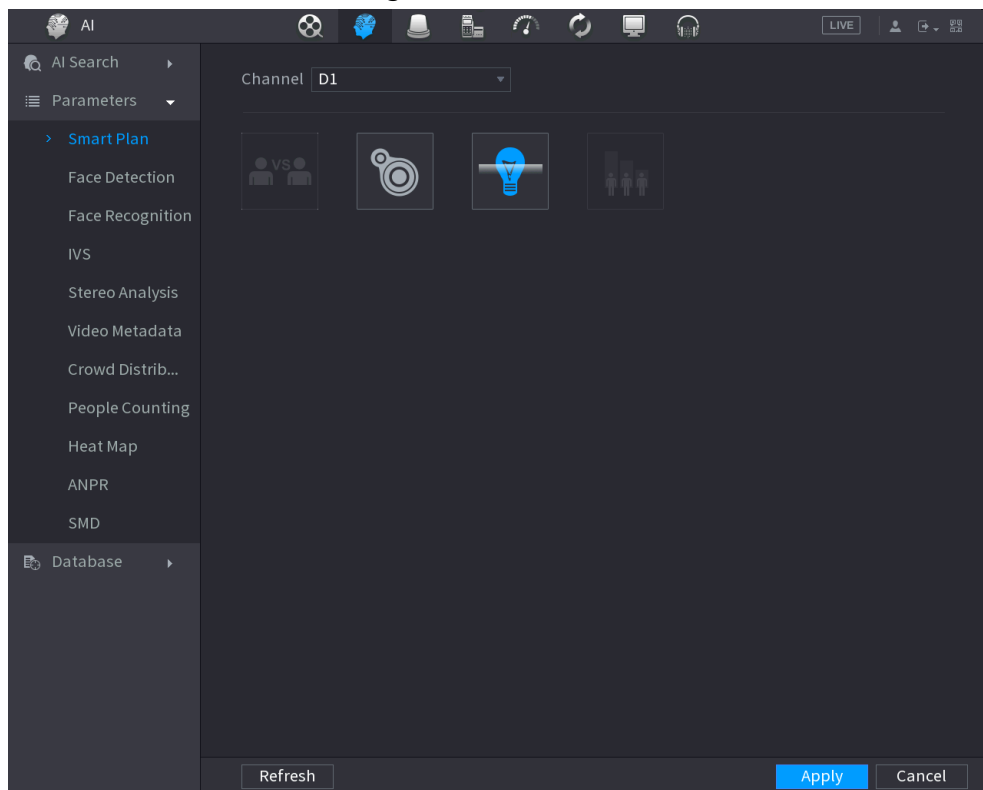 AI
LIVE
AI Search
Parameters
Smart Plan
Face Detection
Face Recognition
IVS
Stereo Analysis
Video Metadata
Crowd Distrib...
People Counting
Heat Map
ANPR
SMD
Database
Channel D1
VS
Refresh
Apply
Cancel